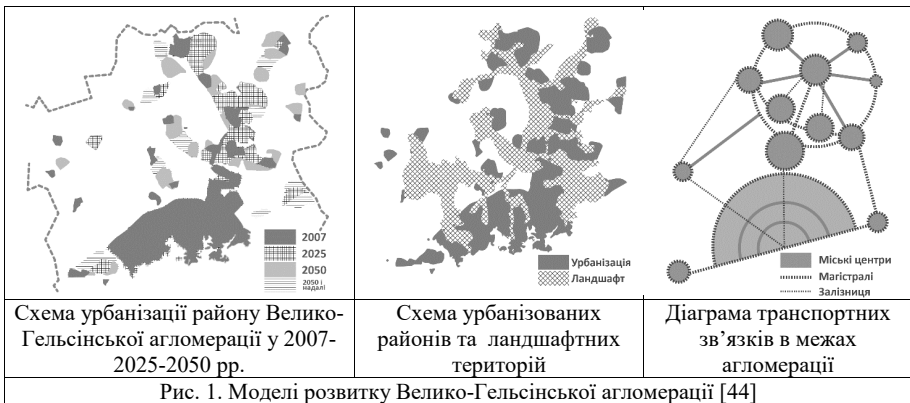 2007
2025
2050
2050 і
надалі
Урбанізація
Ландшафт
Міські центри
Магістралі
Залізниця
Схема урбанізації району Велико-
Гельсінської агломерації у 2007-
2025-2050 рр.
Схема урбанізованих
районів та ландшафтних
територій
Діаграма транспортних
зв’язків в межах
агломерації
Рис. 1. Моделі розвитку Велико-Гельсінської агломерації [44]